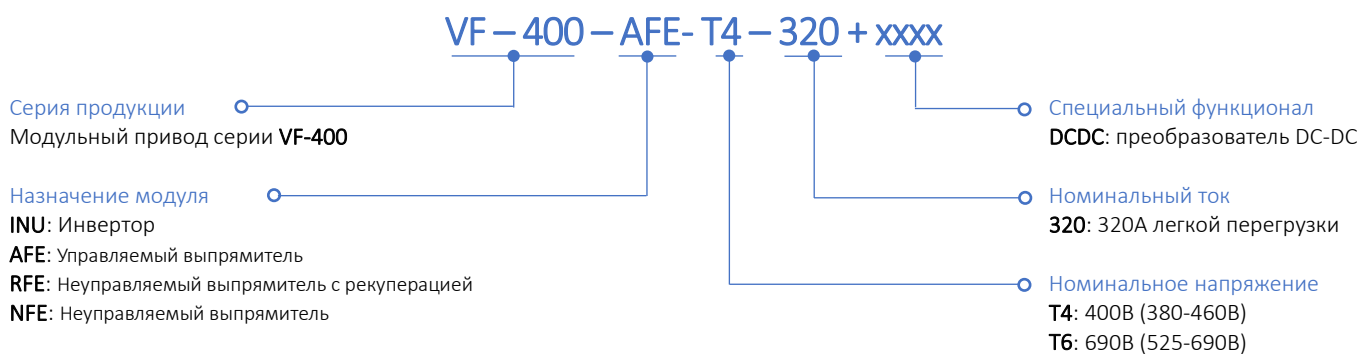 VF – 400 – AFE- T4 – 320 + xxxx
Серия продукции
Модульный привод серии VF-400
Назначение модуля
INU: Инвертор
AFE: Управляемый выпрямитель
RFE: Неуправляемый выпрямитель с рекуперацией
NFE: Неуправляемый выпрямитель
Специальный функционал
DCDC: преобразователь DC-DC
Номинальный ток
320: 320А легкой перегрузки
Номинальное напряжение
T4: 400В (380-460В)
T6: 690В (525-690В)